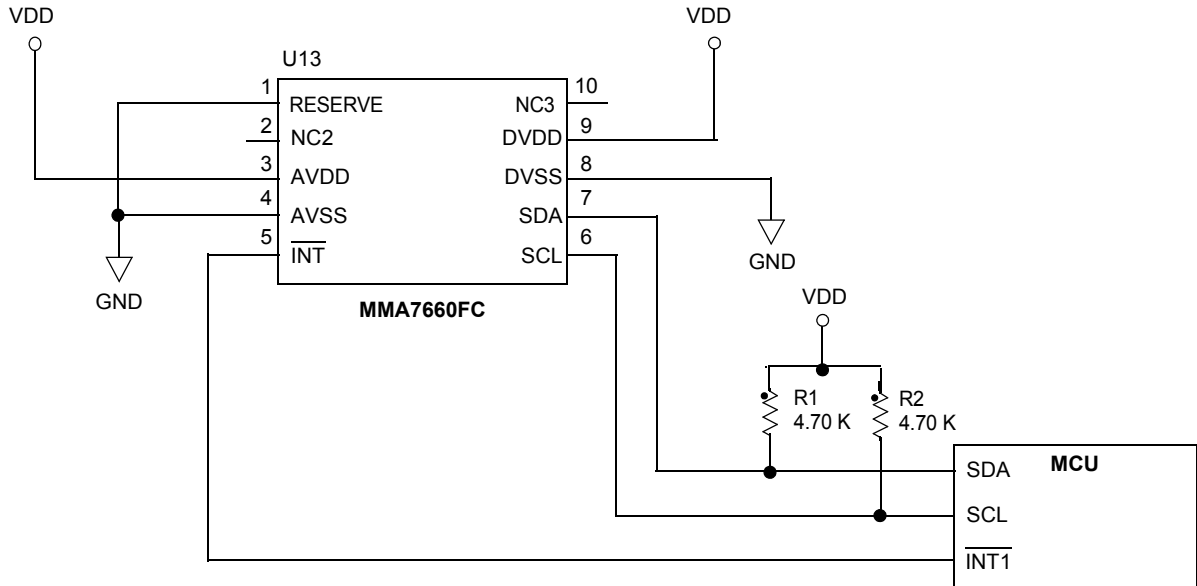 VDD
VDD
U13
1
RESERVE
NC3
10
2
NC2
DVDD
9
3
AVDD
DVSS
8
4
AVSS
SDA
7
5
INT
SCL
6
GND
MMA7660FC
GND
VDD
R1
4.70 K
R2
4.70 K
MCU
SDA
SCL
INT1